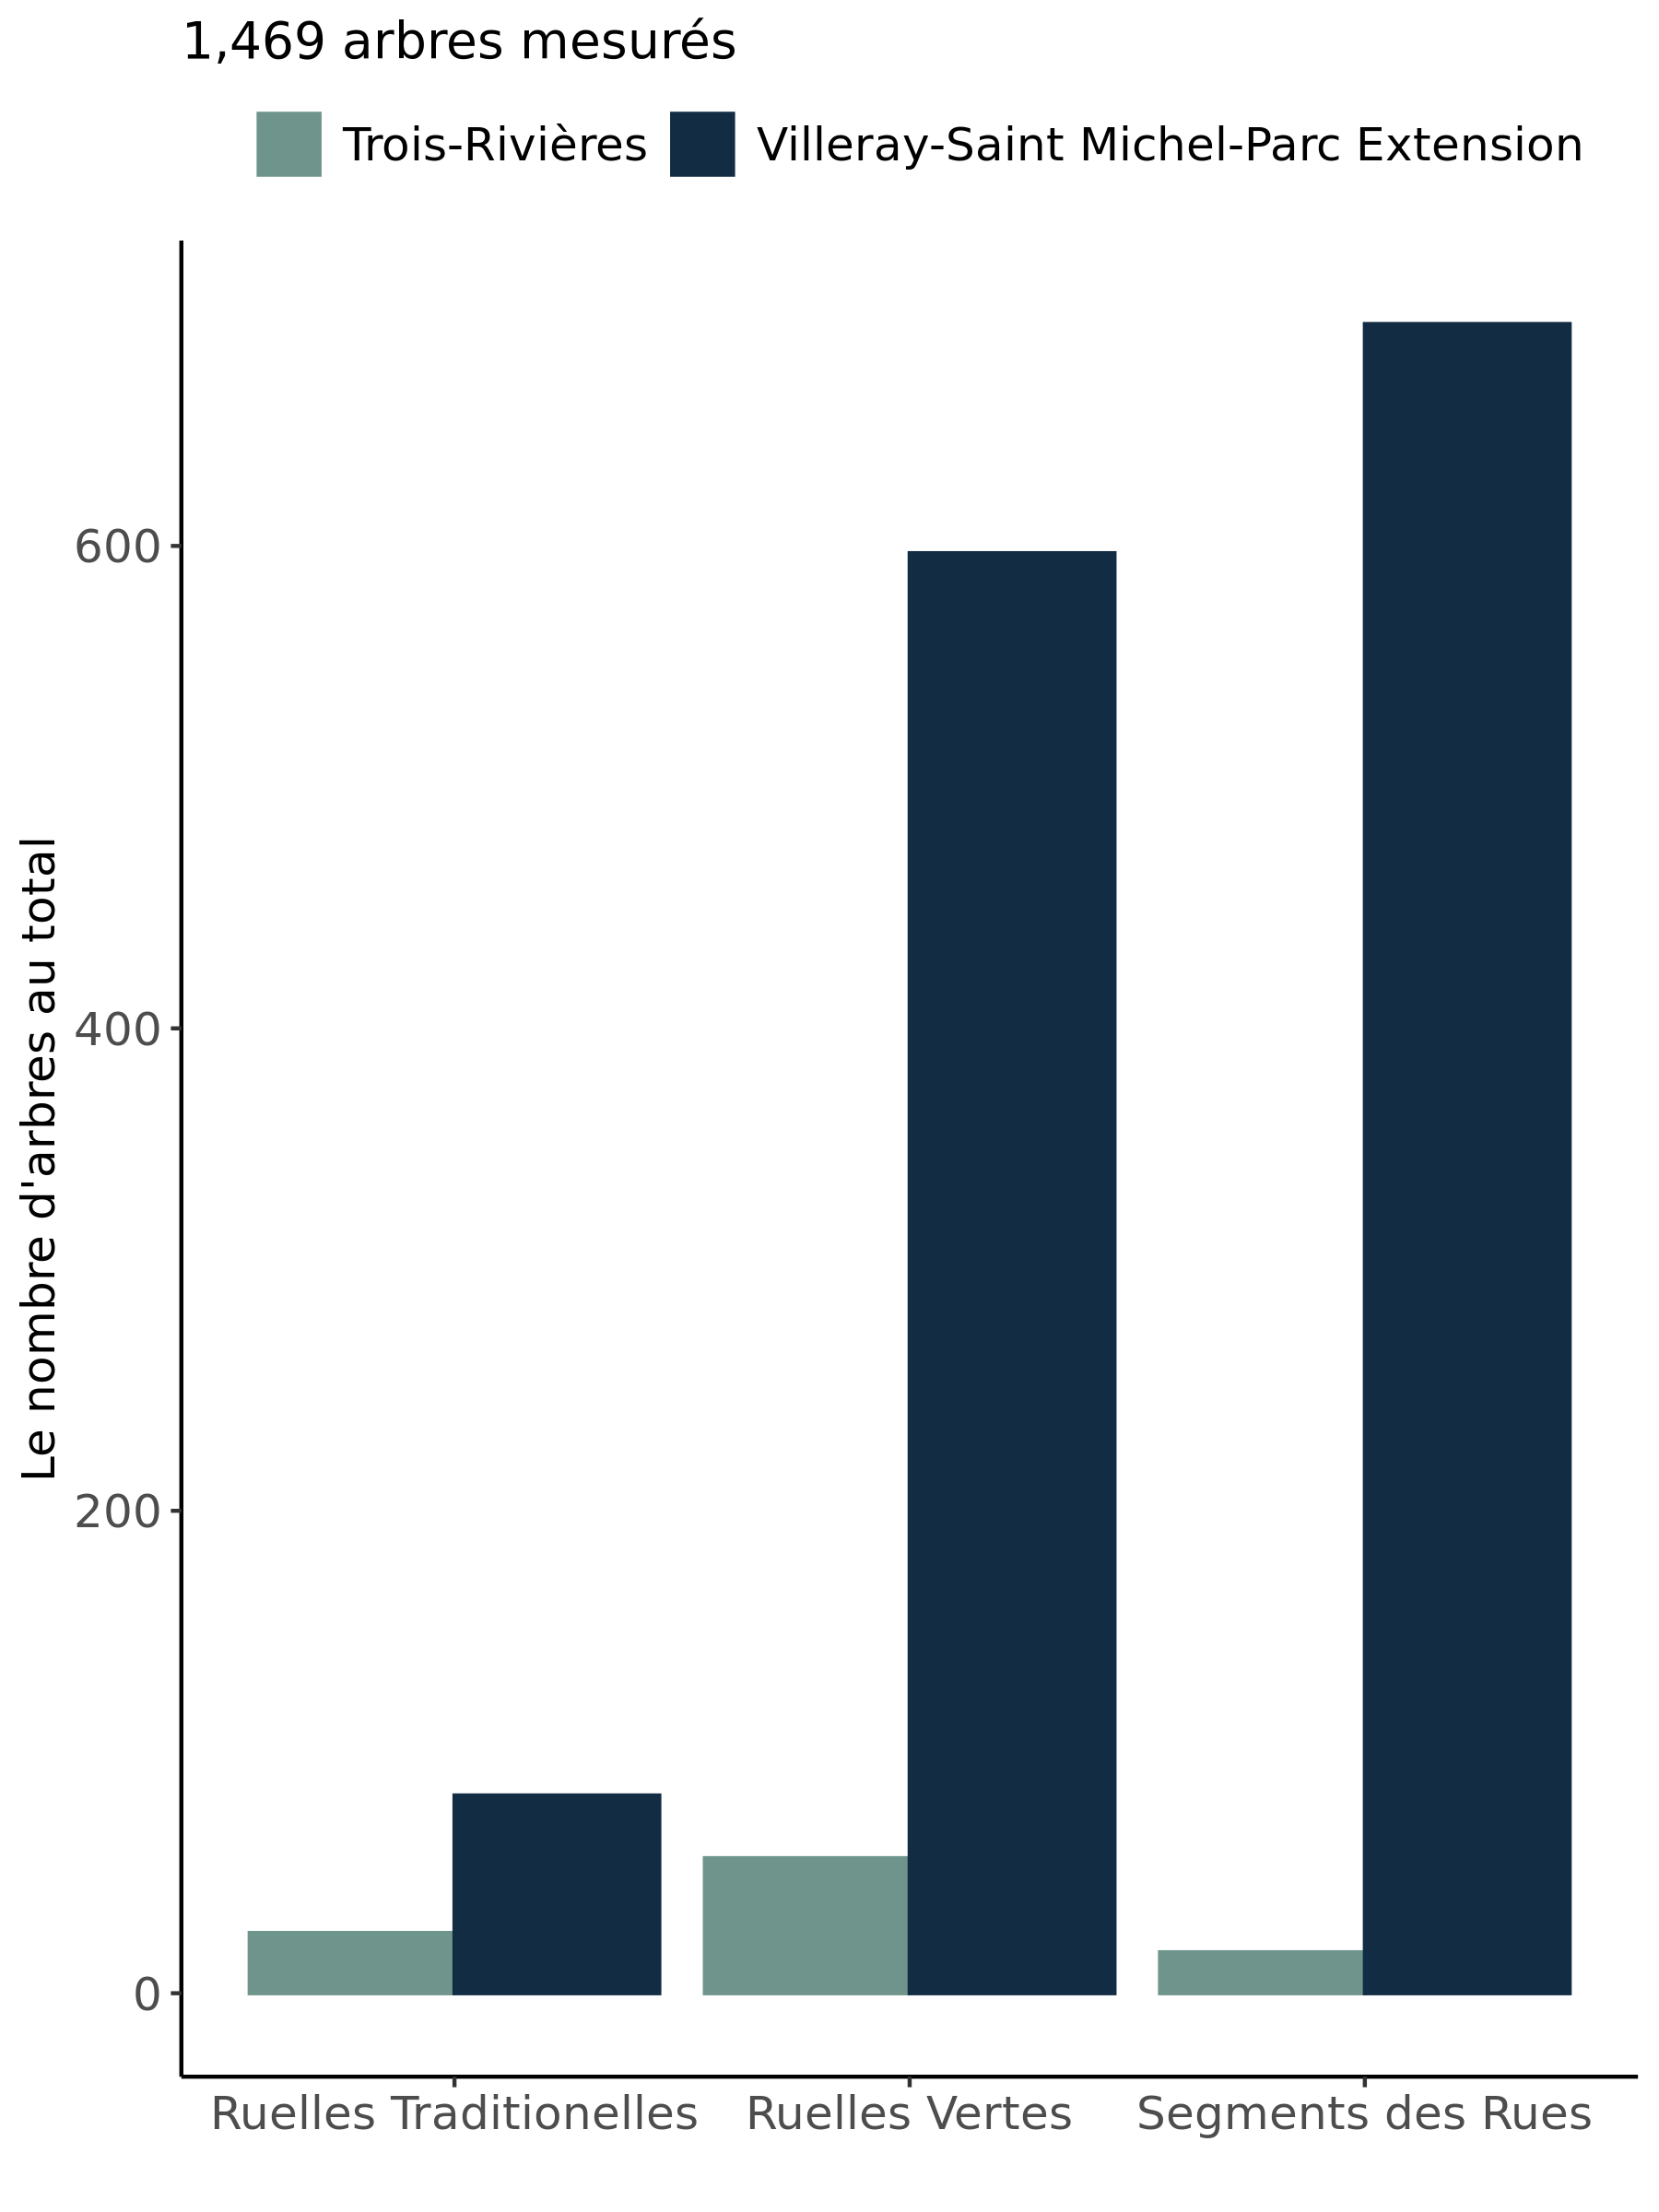 1,469 arbres mesurés
Trois-Rivières
Villeray-Saint Michel-Parc Extension
Le nombre d'arbres au total
600
400
200
0
Ruelles Traditionelles
Ruelles Vertes
Segments des Rues